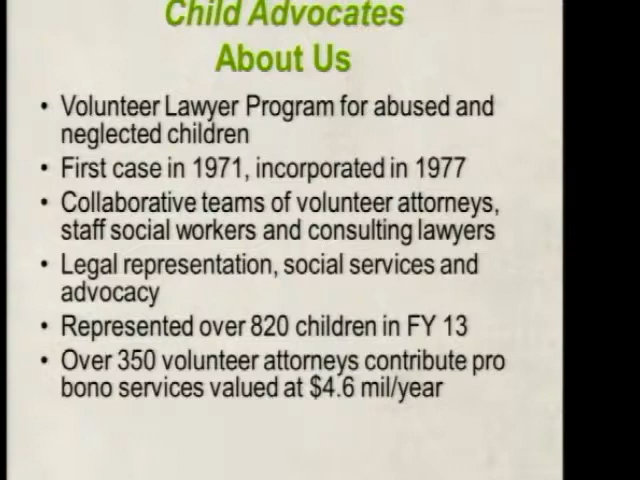 Child Advocates
About Us
• Volunteer Lawyer Program for abused and
neglected children
• First case in 1971, incorporated in 1977
• Collaborative teams of volunteer attorneys,
staff social workers and consulting lawyers
• Legal representation, social services and
advocacy
• Represented over 820 children in FY 13
• Over 350 volunteer attorneys contribute pro
bono services valued at $4.6 mil/year